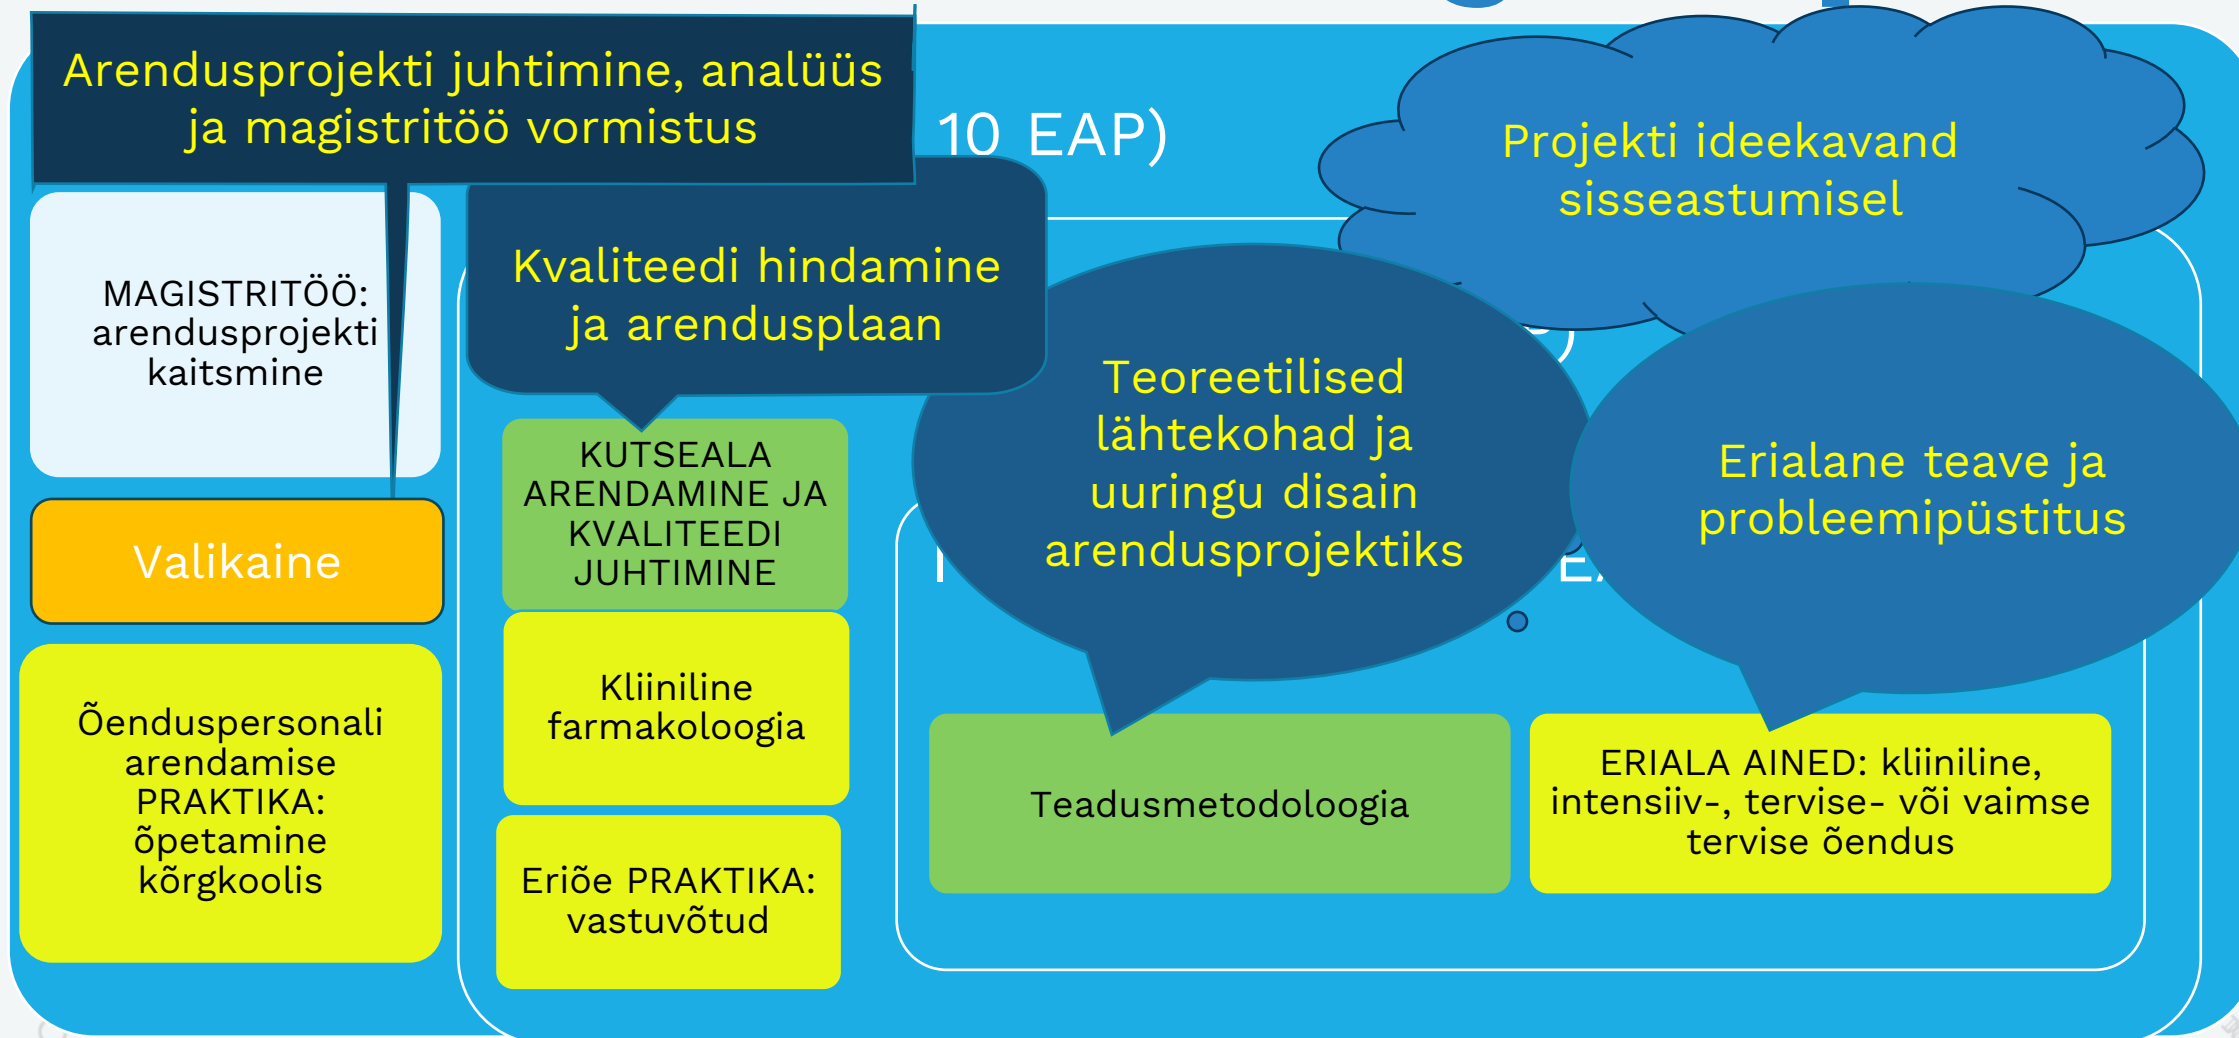 Arendusprojekti juhtimine, analüüs
ja magistritöö vormistus
10 EAP)
Projekti ideekavand
sisseastumisel
Kvaliteedi hindamine
ja arendusplaan
MAGISTRITÖÖ:
arendusprojekti
kaitsmine
Teoreetilised
lähtekohad ja
uuringu disain
arendusprojektiks
Erialane teave ja
probleemipüstitus
KUTSEALA
ARENDAMINE JA
KVALITEEDI
JUHTIMINE
Valikaine
Kliiniline
farmakoloogia
Õenduspersonali
arendamise
PRAKTIKA:
õpetamine
kõrgkoolis
Eriõe PRAKTIKA:
vastuvõtud
Teadusmetodoloogia
ERIALA AINED: kliiniline,
intensiiv-, tervise- või vaimse
tervise õendus